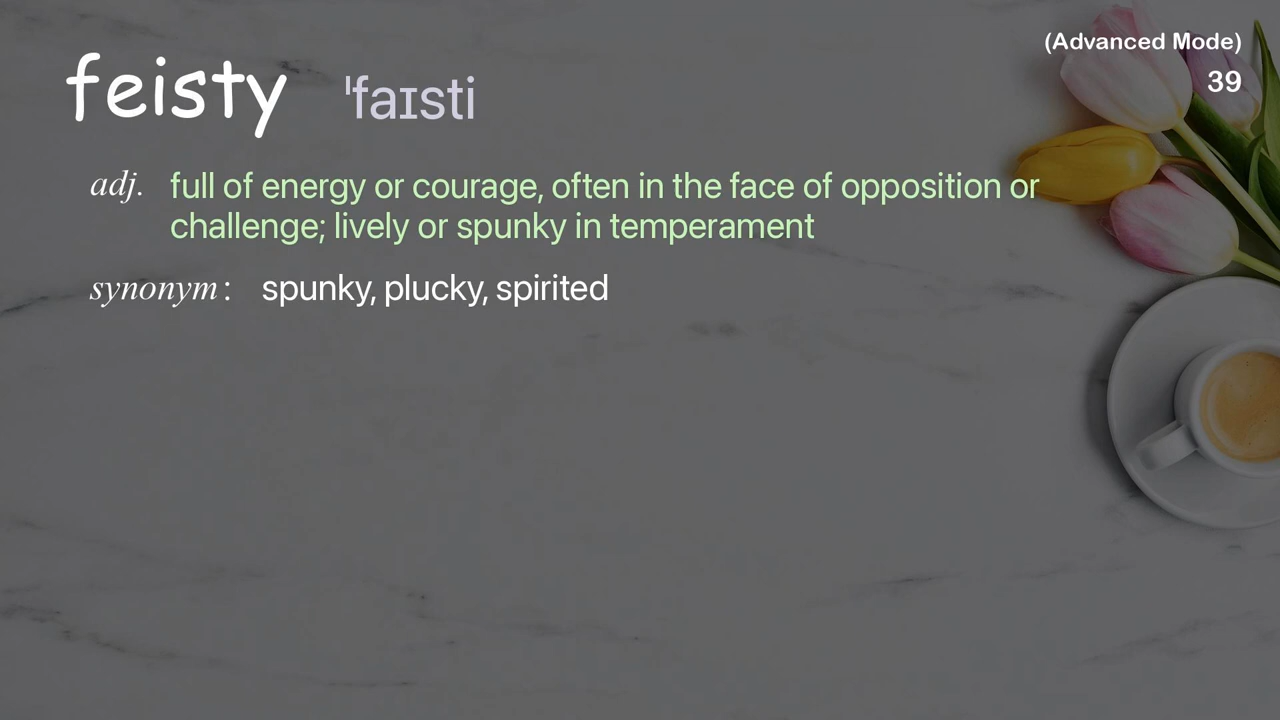 (Advanced Mode)
39
feisty ˈfaɪsti
adj. full of energy or courage, often in the face of opposition or
challenge; lively or spunky in temperament
synonym: spunky, plucky, spirited